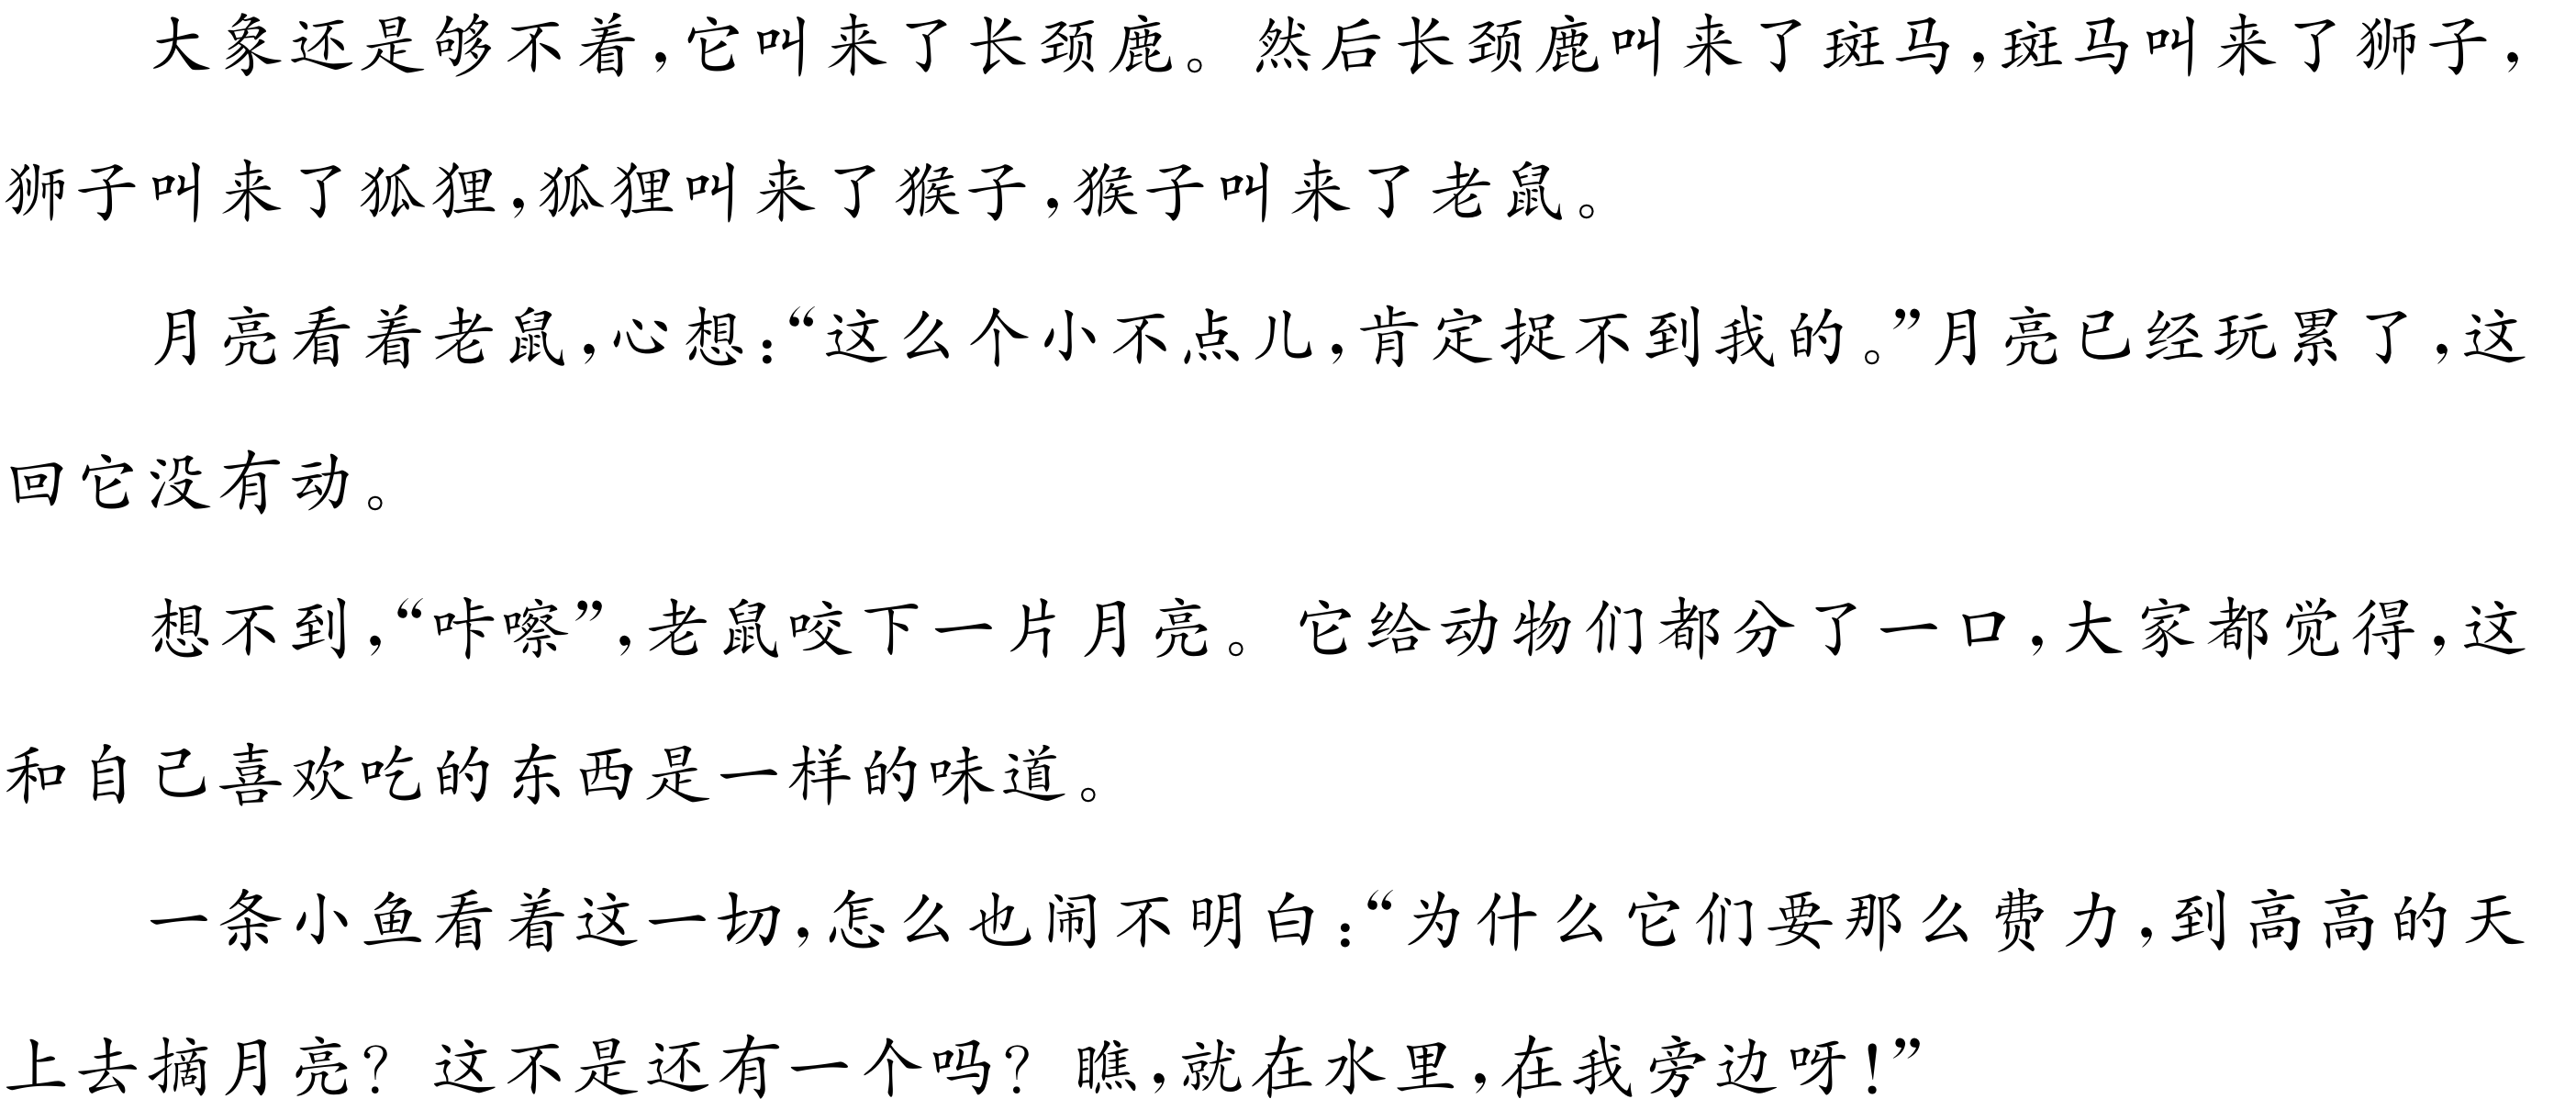 大象还是够不着,它叫来了长颈鹿。然后长颈鹿叫来了斑马,斑马叫来了狮子,
狮子叫来了狐狸,狐狸叫来了猴子,猴子叫来了老鼠。
月亮看着老鼠,心想:“这么个小不点儿,肯定捉不到我的。”月亮已经玩累了,这
回它没有动。
想不到,“咔嚓”,老鼠咬下一片月亮。它给动物们都分了一口,大家都觉得,这
和自己喜欢吃的东西是一样的味道。
一条小鱼看着这一切,怎么也闹不明白:“为什么它们要那么费力,到高高的天
上去摘月亮?这不是还有一个吗?瞧,就在水里,在我旁边呀!”